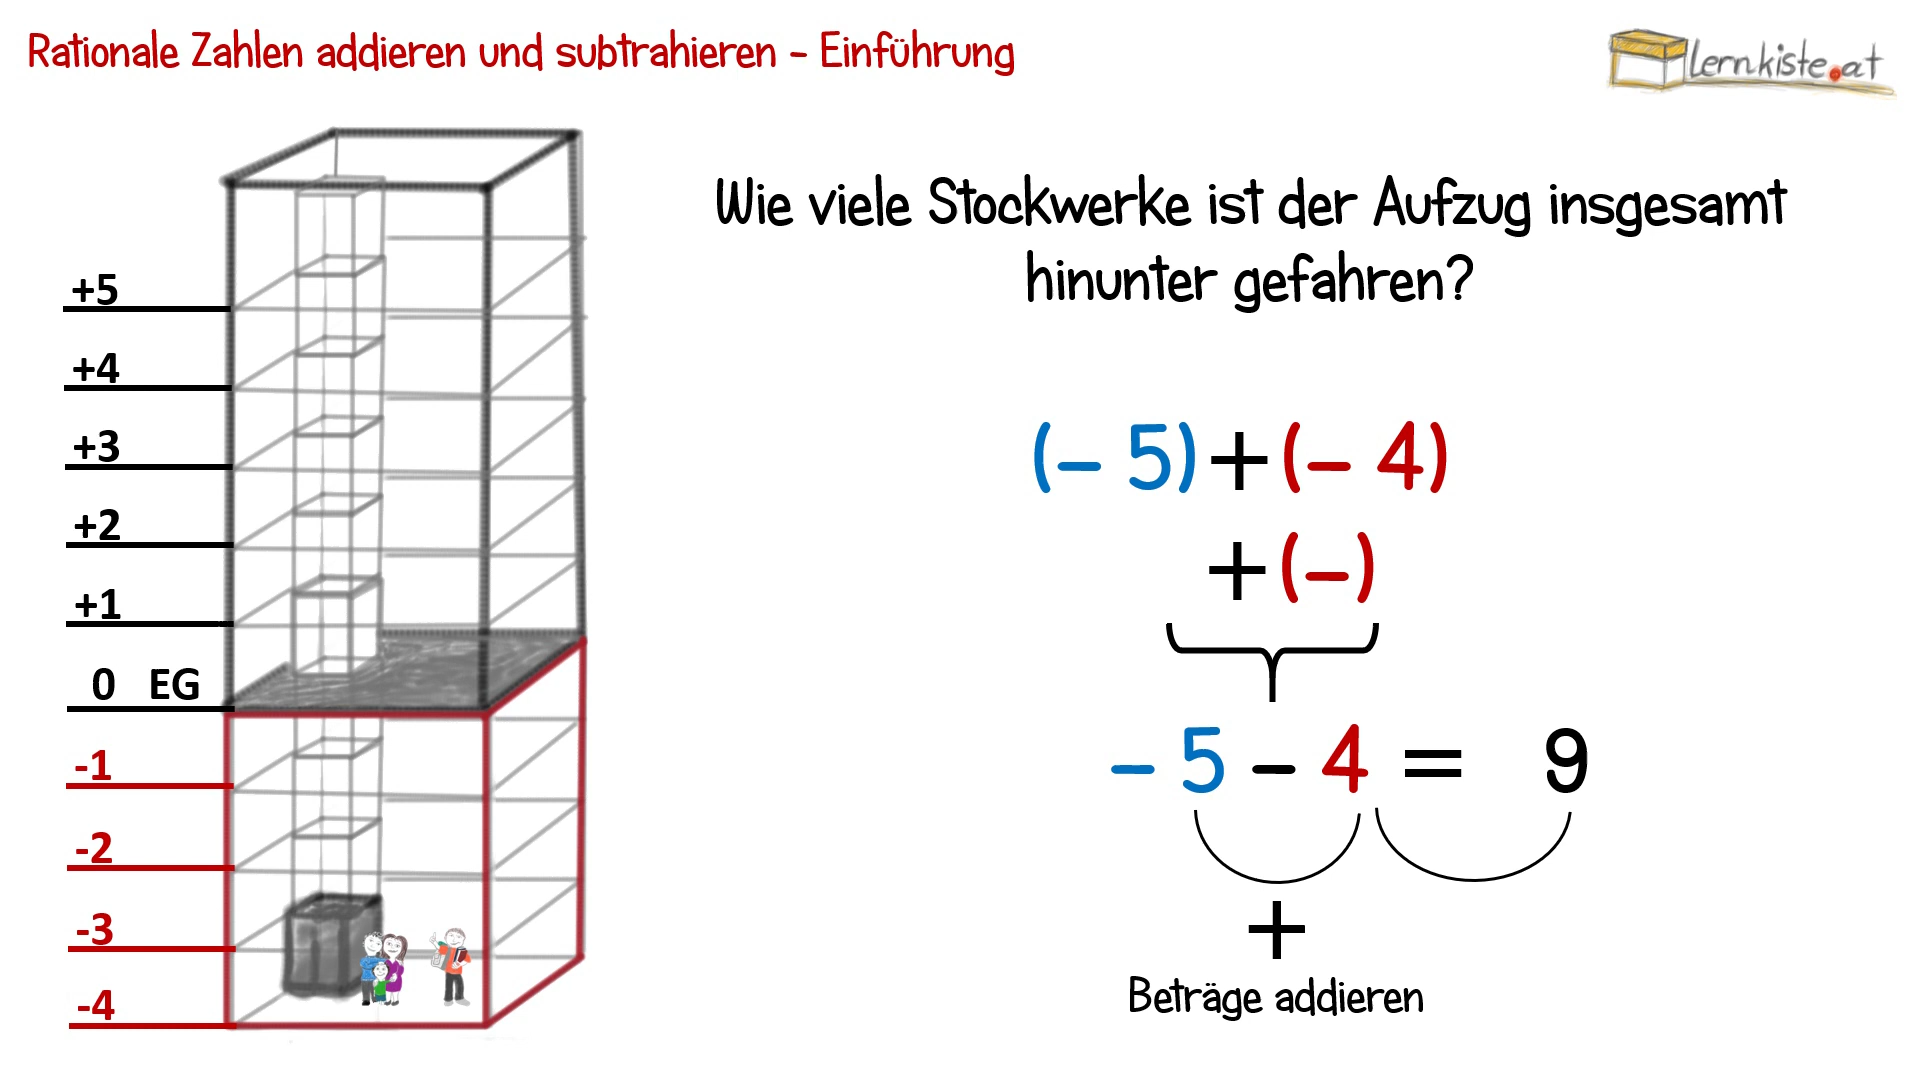 Rationale Zahlen addieren und subtrahieren - Einführung
Lernkiste.at
Wie viele Stockwerke ist der Aufzug insgesamt
hinunter gefahren?
+5
+4
+3
+2
+1
0 EG
-1
-2
-3
-4
(- 5)+(- 4)
+(-)
- 5 - 4 = 9
+
Beträge addieren